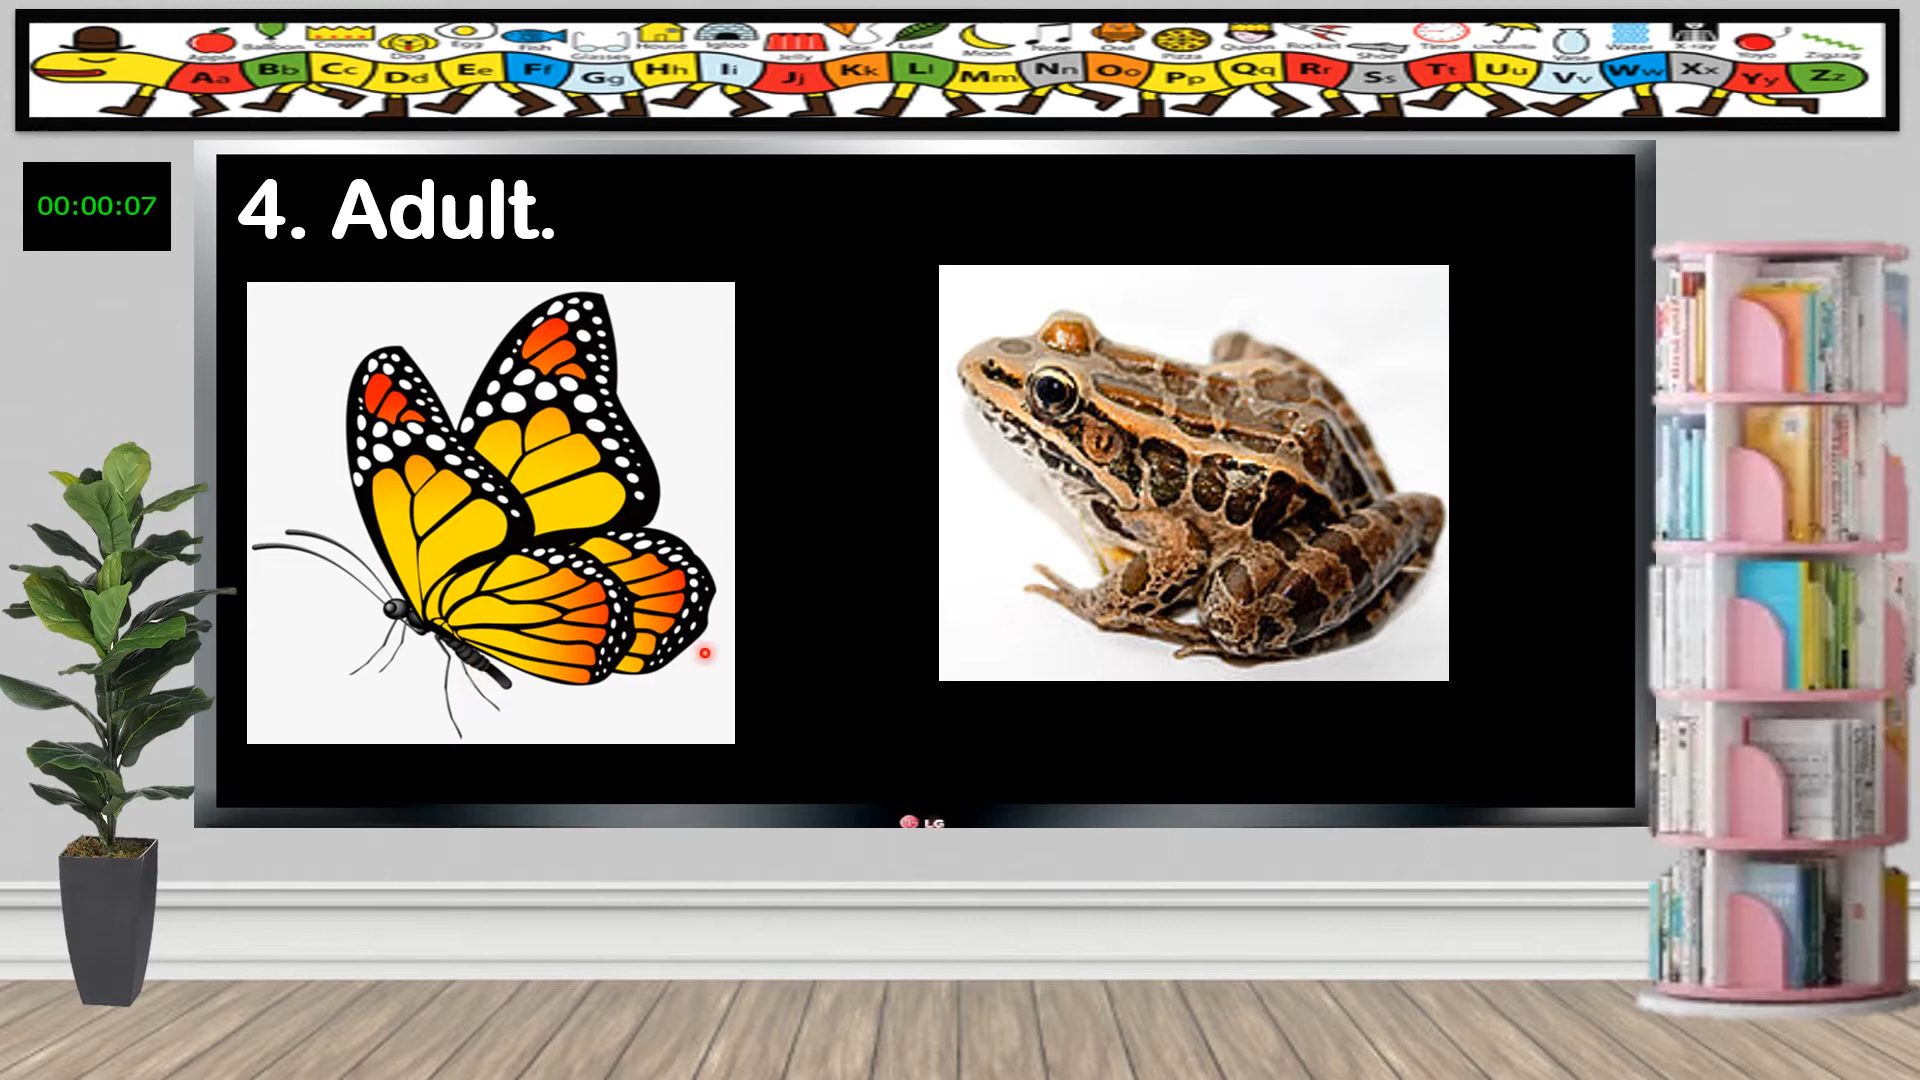 Apple Balloon Crown Dog Egg Fish Glasses House Igloo Jelly Kite Leaf Moon Note Owl Pizza Queen Rocket Shoe Time Umbrella Vase Water X-ray Yoyo Zigzag
Aa Bb Cc Dd Ee Ff Gg Hh Ii Jj Kk Ll Mm Nn Oo Pp Qq Rr Ss Tt Uu Vv Ww Xx Yy Zz
00:00:07
4. Adult.
LG